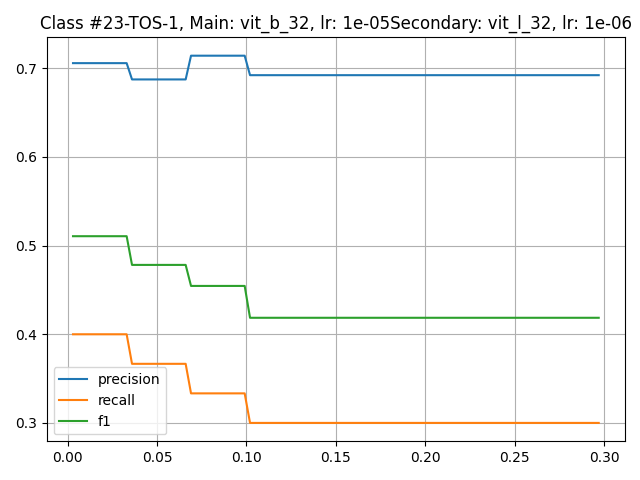 Class #23-TOS-1, Main: vit_b_32, lr: 1e-05Secondary: vit_l_32, lr: 1e-06
0.7
0.6
0.5
0.4
0.3
precision
recall
f1
0.00 0.05 0.10 0.15 0.20 0.25 0.30